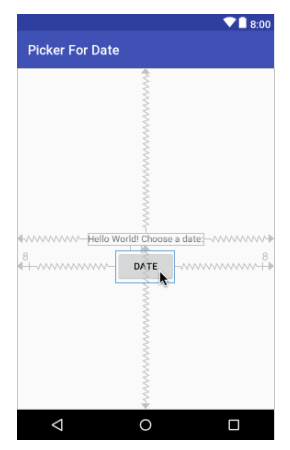 8:00
Picker For Date
Hello World! Choose a date:
8 8
DATE